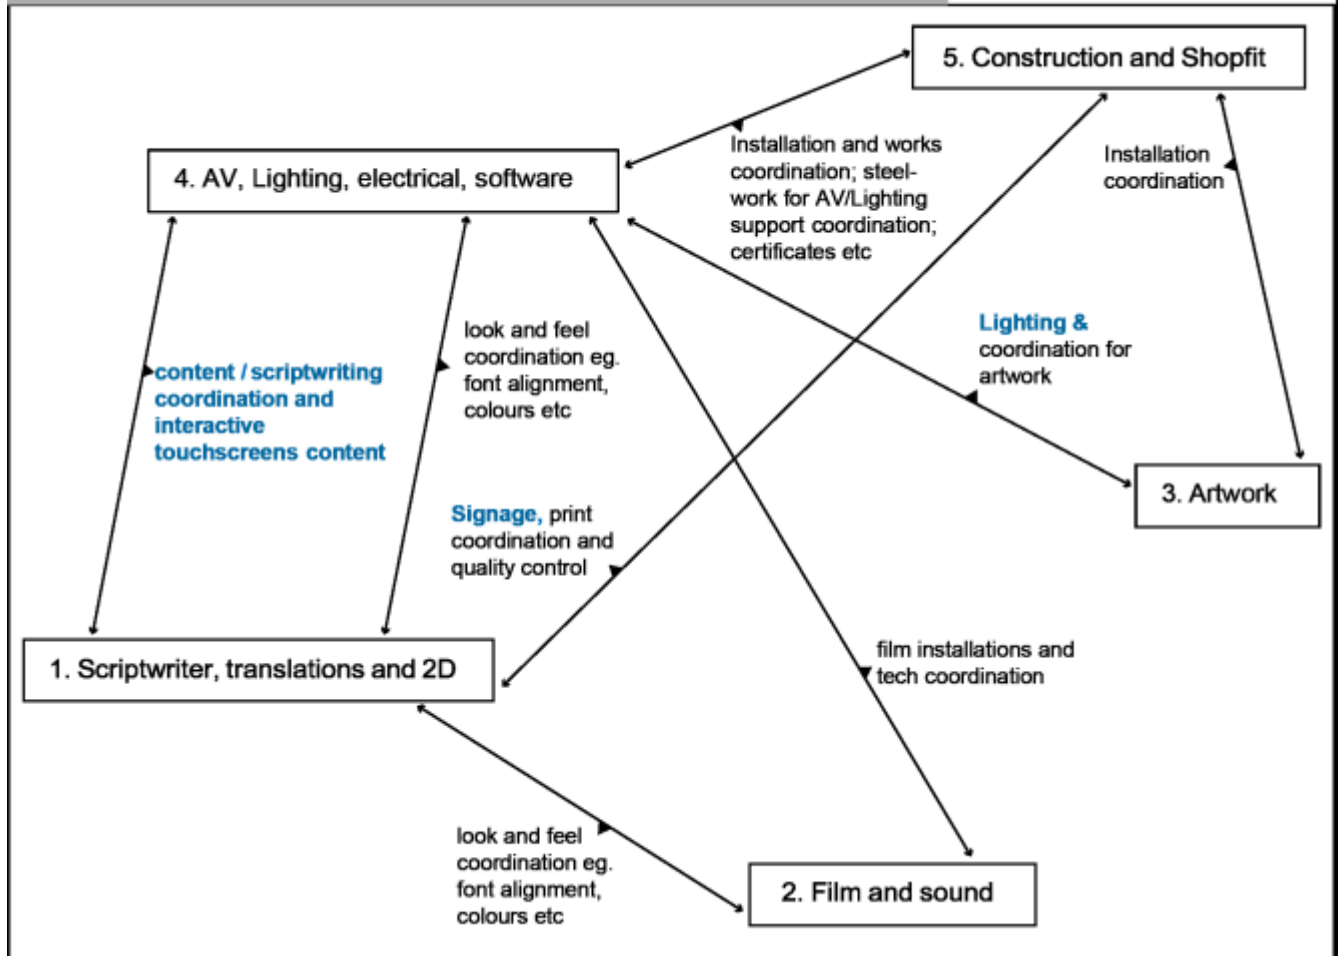 5. Construction and Shopfit
Installation and works
coordination; steel-
work for AV/Lighting
support coordination;
certificates etc
Installation
coordination
4. AV, Lighting, electrical, software
Lighting &
coordination for
artwork
look and feel
coordination eg.
font alignment,
colours etc
content / scriptwriting
coordination and
interactive
touchscreens content
3. Artwork
Signage, print
coordination and
quality control
1. Scriptwriter, translations and 2D
film installations and
tech coordination
look and feel
coordination eg.
font alignment,
colours etc
2. Film and sound